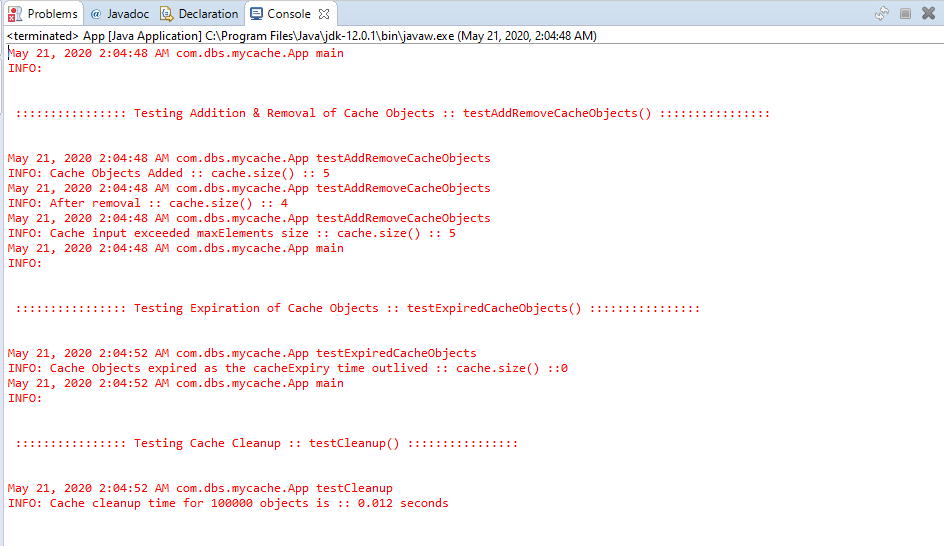 Problems @ Javadoc Declaration Console
<terminated> App [Java Application] C:\Program Files\Java\jdk-12.0.1\bin\javaw.exe (May 21, 2020, 2:04:48 AM)
May 21, 2020 2:04:48 AM com.dbs.mycache.App main
INFO:
:::::::::::::::: Testing Addition & Removal of Cache Objects :: testAddRemoveCacheObjects() ::::::::::::::::
May 21, 2020 2:04:48 AM com.dbs.mycache.App testAddRemoveCacheObjects
INFO: Cache Objects Added :: cache.size() :: 5
May 21, 2020 2:04:48 AM com.dbs.mycache.App testAddRemoveCacheObjects
INFO: After removal :: cache.size() :: 4
May 21, 2020 2:04:48 AM com.dbs.mycache.App testAddRemoveCacheObjects
INFO: Cache input exceeded maxElements size :: cache.size() :: 5
May 21, 2020 2:04:48 AM com.dbs.mycache.App main
INFO:
:::::::::::::::: Testing Expiration of Cache Objects :: testExpiredCacheObjects() ::::::::::::::::
May 21, 2020 2:04:52 AM com.dbs.mycache.App testExpiredCacheObjects
INFO: Cache Objects expired as the cacheExpiry time outlived :: cache.size() ::0
May 21, 2020 2:04:52 AM com.dbs.mycache.App main
INFO:
:::::::::::::::: Testing Cache Cleanup :: testCleanup() ::::::::::::::::
May 21, 2020 2:04:52 AM com.dbs.mycache.App testCleanup
INFO: Cache cleanup time for 100000 objects is :: 0.012 seconds